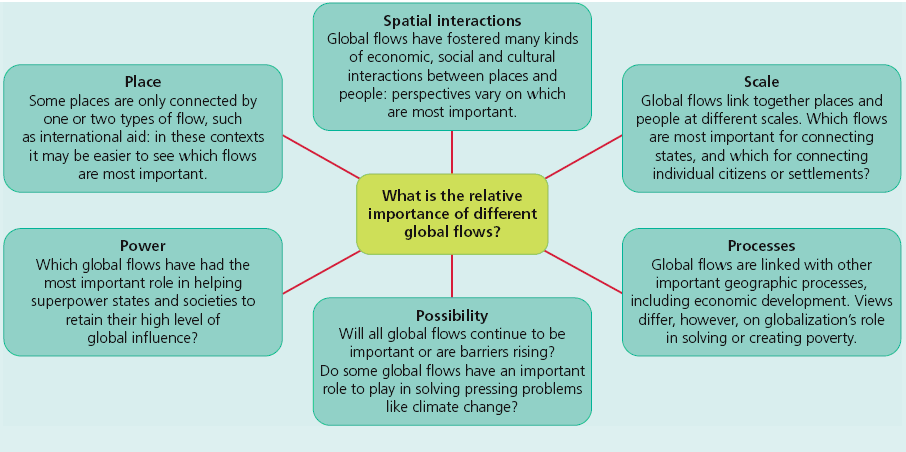 Spatial interactions
Global flows have fostered many kinds
of economic, social and cultural
interactions between places and
people: perspectives vary on which
are most important.
Place
Some places are only connected by
one or two types of flow, such
as international aid: in these contexts
it may be easier to see which flows
are most important.
Scale
Global flows link together places and
people at different scales. Which flows
are most important for connecting
states, and which for connecting
individual citizens or settlements?
What is the relative
importance of different
global flows?
Power
Which global flows have had the
most important role in helping
superpower states and societies to
retain their high level of
global influence?
Processes
Global flows are linked with other
important geographic processes,
including economic development. Views
differ, however, on globalization's role
in solving or creating poverty.
Possibility
Will all global flows continue to be
important or are barriers rising?
Do some global flows have an important
role to play in solving pressing problems
like climate change?